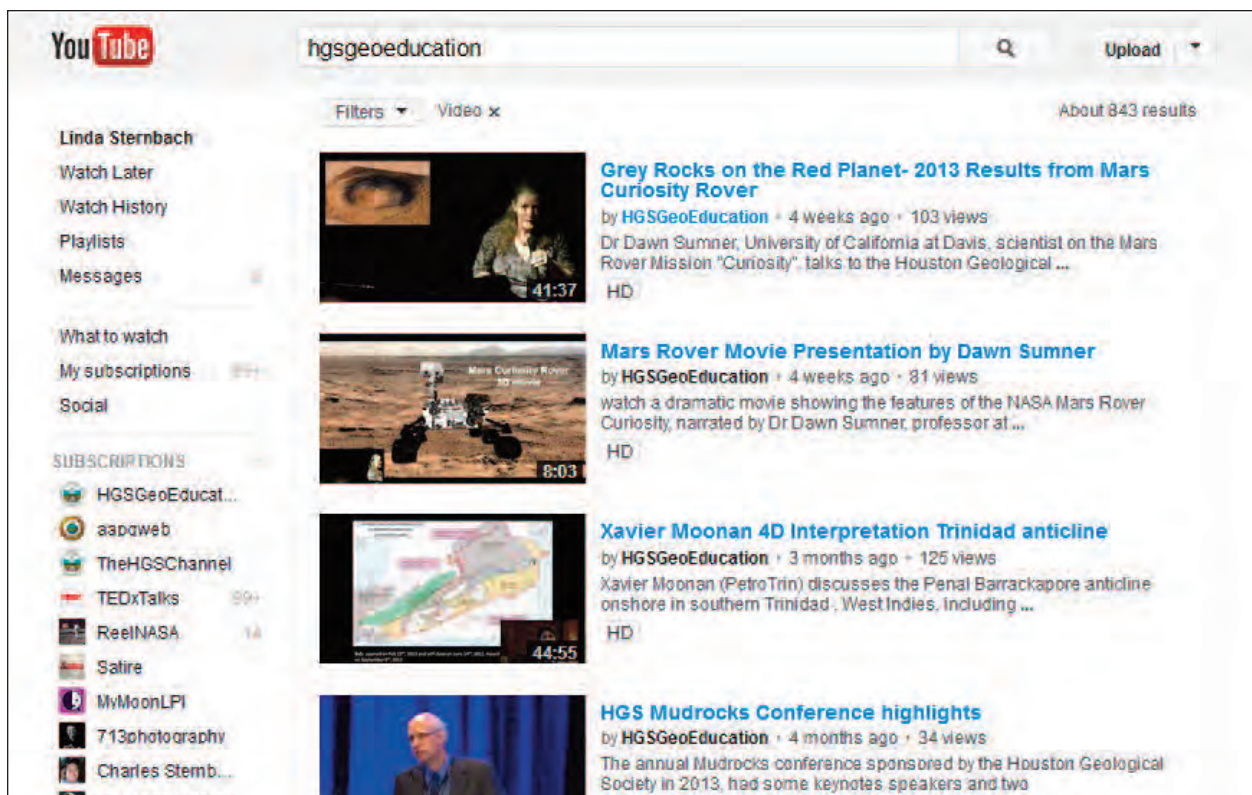 You Tube
hgsgeoeducation
Upload
Filters
Video x
About 843 results
Linda Sternbach
Watch Later
Watch History
Playlists
Messages
What to watch
My subscriptions
Social
SUBSCRIPTIONS
HGSGeoEducat...
aapgweb
TheHGSChannel
TEDxTalks 99+
ReelNASA 14
Satire
MyMoonLPI
713photography
Charles Sternb...
41:37
Grey Rocks on the Red Planet- 2013 Results from Mars
Curiosity Rover
by HGSGeoEducation · 4 weeks ago · 103 views
Dr Dawn Sumner, University of California at Davis, scientist on the Mars
Rover Mission "Curiosity", talks to the Houston Geological ...
HD
Mars Curiosity Rover
3D movie
8:03
Mars Rover Movie Presentation by Dawn Sumner
by HGSGeoEducation · 4 weeks ago · 81 views
watch a dramatic movie showing the features of the NASA Mars Rover
Curiosity, narrated by Dr Dawn Sumner, professor at ...
HD
44:55
Xavier Moonan 4D Interpretation Trinidad anticline
by HGSGeoEducation · 3 months ago · 125 views
Xavier Moonan (PetroTrin) discusses the Penal Barrackapore anticline
onshore in southern Trinidad , West Indies. Including ...
HD
HGS Mudrocks Conference highlights
by HGSGeoEducation · 4 months ago · 34 views
The annual Mudrocks conference sponsored by the Houston Geological
Society in 2013, had some keynotes speakers and two